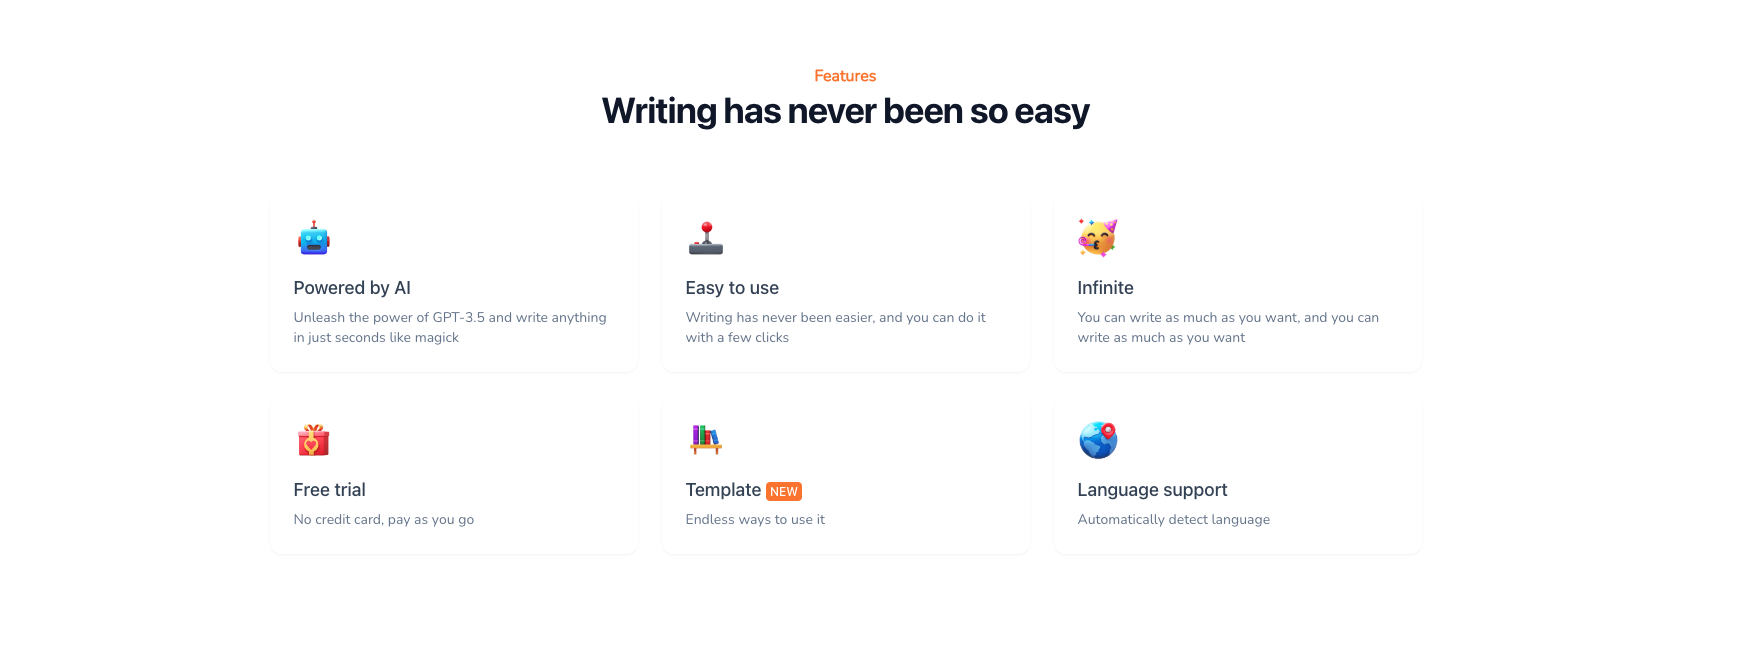 Features
Writing has never been so easy
Powered by AI
Unleash the power of GPT-3.5 and write anything
in just seconds like magick
Easy to use
Writing has never been easier, and you can do it
with a few clicks
Infinite
You can write as much as you want, and you can
write as much as you want
Free trial
No credit card, pay as you go
Template NEW
Endless ways to use it
Language support
Automatically detect language